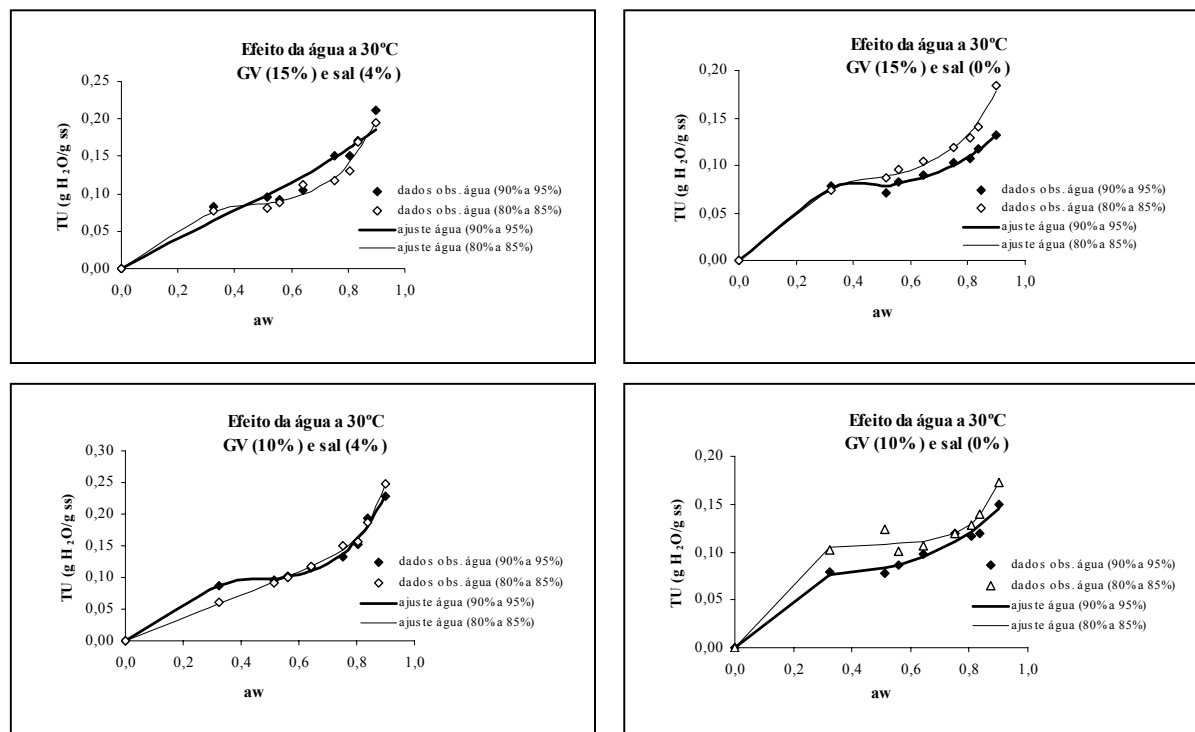 Efeito da água a 30ºC
GV (15%) e sal (4%)
TU (g H2O/g ss)
0,25
0,20
0,15
0,10
0,05
0,00
0,0 0,2 0,4 0,6 0,8 1,0
aw
dados obs. água (90% a 95%)
dados obs. água (80% a 85%)
ajuste água (90% a 95%)
ajuste água (80% a 85%)
Efeito da água a 30ºC
GV (15%) e sal (0%)
TU (g H2O/g ss)
0,20
0,15
0,10
0,05
0,00
0,0 0,2 0,4 0,6 0,8 1,0
aw
dados obs. água (90% a 95%)
dados obs. água (80% a 85%)
ajuste água (90% a 95%)
ajuste água (80% a 85%)
Efeito da água a 30ºC
GV (10%) e sal (4%)
TU (g H2O/g ss)
0,30
0,25
0,20
0,15
0,10
0,05
0,00
0,0 0,2 0,4 0,6 0,8 1,0
aw
dados obs. água (90% a 95%)
dados obs. água (80% a 85%)
ajuste água (90% a 95%)
ajuste água (80% a 85%)
Efeito da água a 30ºC
GV (10%) e sal (0%)
TU (g H2O/g ss)
0,20
0,15
0,10
0,05
0,00
0,0 0,2 0,4 0,6 0,8 1,0
aw
dados obs. água (90% a 95%)
dados obs. água (80% a 85%)
ajuste água (90% a 95%)
ajuste água (80% a 85%)